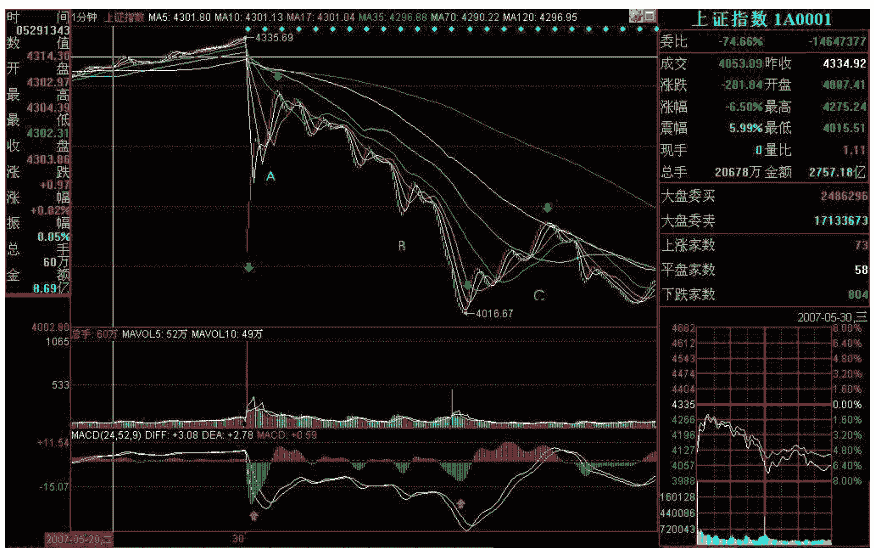 时 间
05291343
数 值
4314.30
开 盘
4302.97
最 高
4304.39
最 低
4302.31
收 盘
4303.86
涨 跌
+0.97
涨 幅
+0.02%
振 幅
0.05%
总 手
60万
金 额
8.69亿
1分钟 上证指数 MA5: 4301.80 MA10: 4301.13 MA17: 4301.04 MA35: 4296.88 MA70: 4290.22 MA120: 4296.95
4335.69
A
B
C
4016.67
4002.80
总手: 60万 MAVOL5: 52万 MAVOL10: 49万
1065
533
MACD(24,52,9) DIFF: +3.08 DEA: +2.78 MACD: +0.59
+11.54
-15.07
2007-05-29,二
30
上证指数 1A0001
委比 -74.66% -14647377
成交 4053.09 昨收 4334.92
涨跌 -281.84 开盘 4087.41
涨幅 -6.50% 最高 4275.24
震幅 5.99% 最低 4015.51
现手 0 量比 1.11
总手 20678万 金额 2757.18亿
大盘委买 2486296
大盘委卖 17133673
上涨家数 73
平盘家数 58
下跌家数 804
2007-05-30,三
4682 8.00%
4612 6.40%
4543 4.80%
4474 3.20%
4404 1.60%
4335 0.00%
4266 1.60%
4196 3.20%
4127 4.80%
4057 6.40%
3988 8.00%
160128
440086
720043